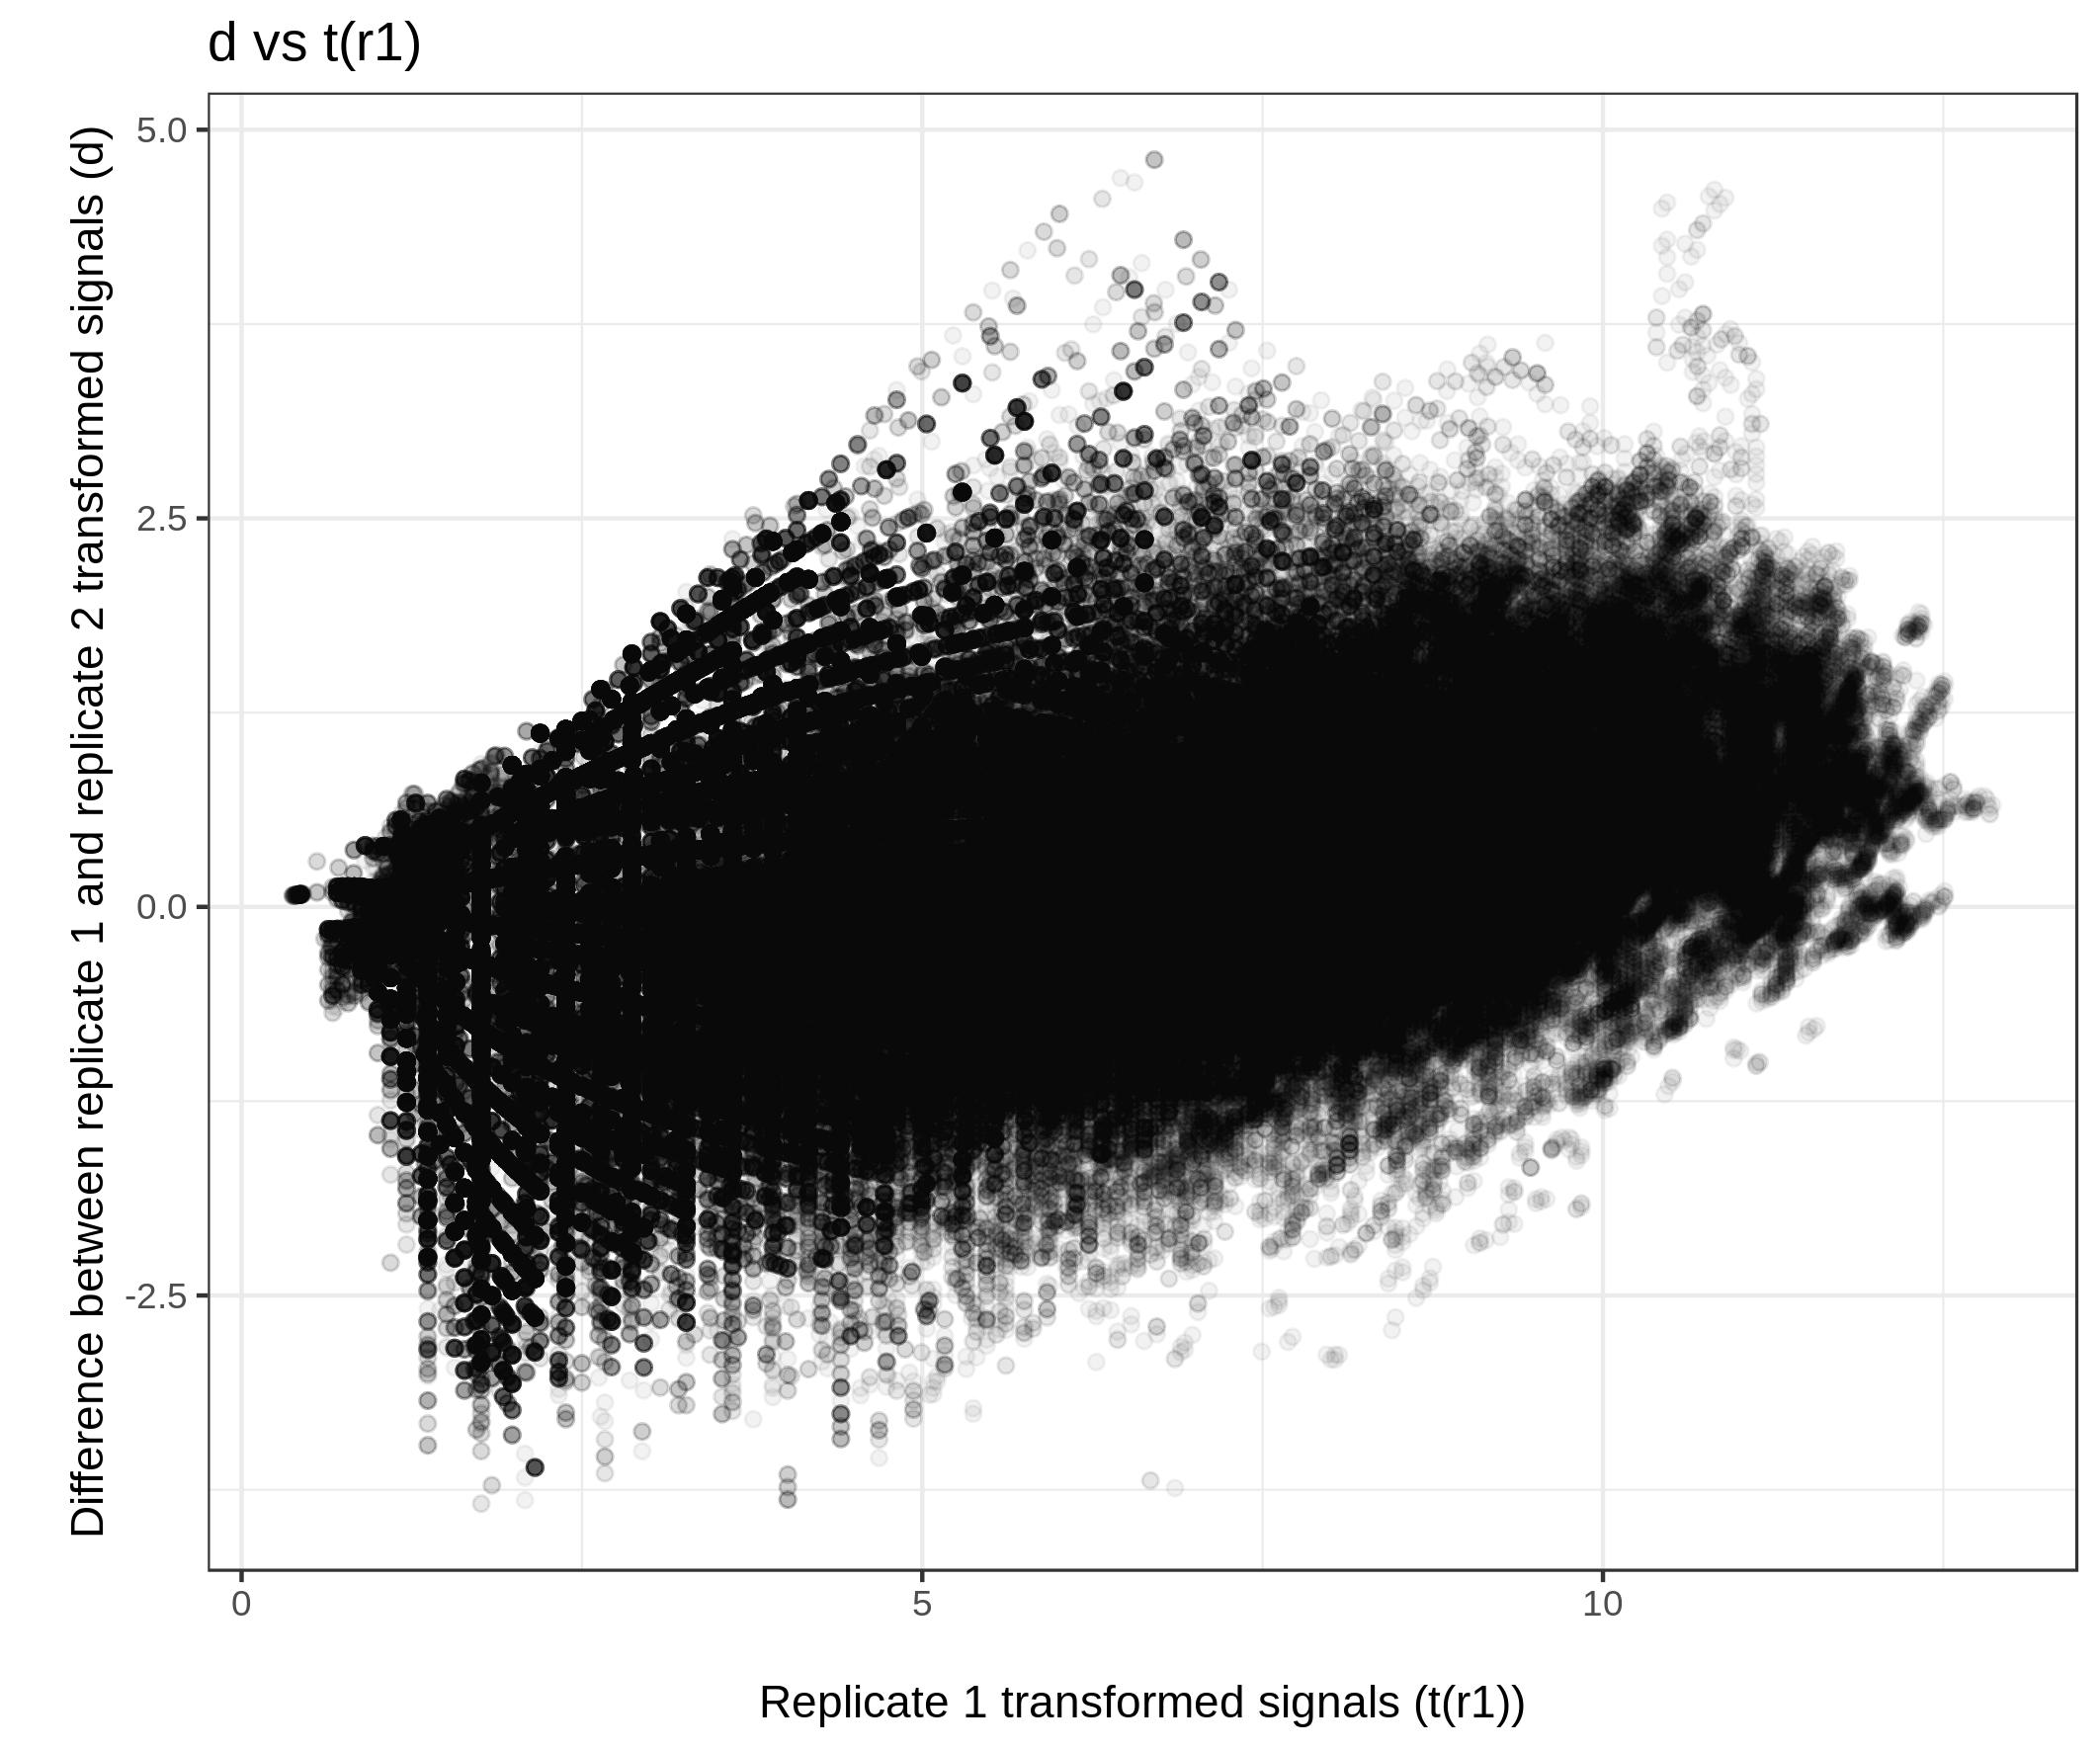 d vs t(r1)
Difference between replicate 1 and replicate 2 transformed signals (d)
5.0
2.5
0.0
-2.5
0
5
10
Replicate 1 transformed signals (t(r1))